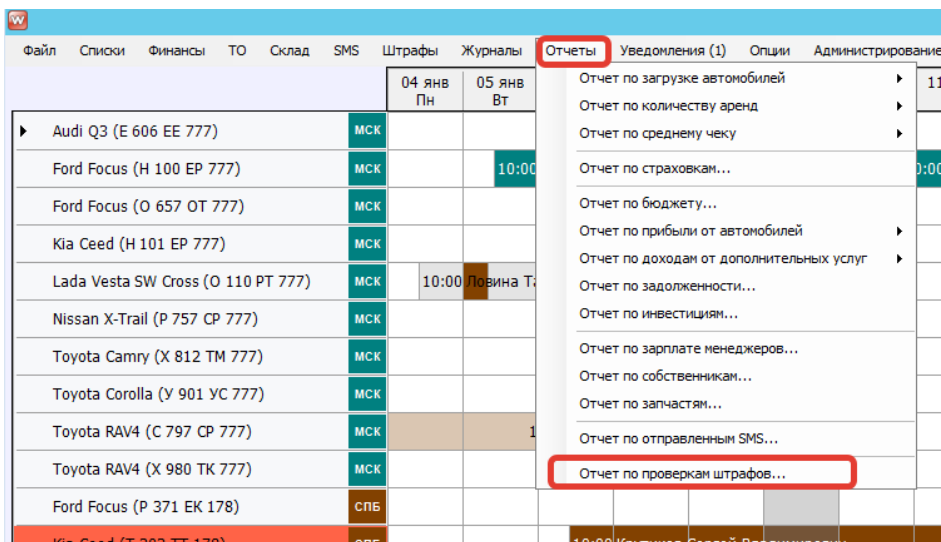 Файл Списки Финансы ТО Склад SMS Штрафы Журналы Отчеты Уведомления (1) Опции Администрирование
04 янв 05 янв 11
Пн Вт
Отчет по загрузке автомобилей
Отчет по количеству аренд
Отчет по среднему чеку
Отчет по страховкам...
Отчет по бюджету...
Отчет по прибыли от автомобилей
Отчет по доходам от дополнительных услуг
Отчет по задолженности...
Отчет по инвестициям...
Отчет по зарплате менеджеров...
Отчет по собственникам...
Отчет по запчастям...
Отчет по отправленным SMS...
Отчет по проверкам штрафов...
Audi Q3 (Е 606 ЕЕ 777) МСК
Ford Focus (Н 100 ЕР 777) МСК 10:00 0:00
Ford Focus (О 657 ОТ 777) МСК
Kia Ceed (Н 101 ЕР 777) МСК
Lada Vesta SW Cross (О 110 РТ 777) МСК 10:00 Ловина Та
Nissan X-Trail (Р 757 СР 777) МСК
Toyota Camry (Х 812 ТМ 777) МСК
Toyota Corolla (У 901 УС 777) МСК
Toyota RAV4 (С 797 СР 777) МСК 1
Toyota RAV4 (Х 980 ТК 777) МСК
Ford Focus (Р 371 ЕК 178) СПБ